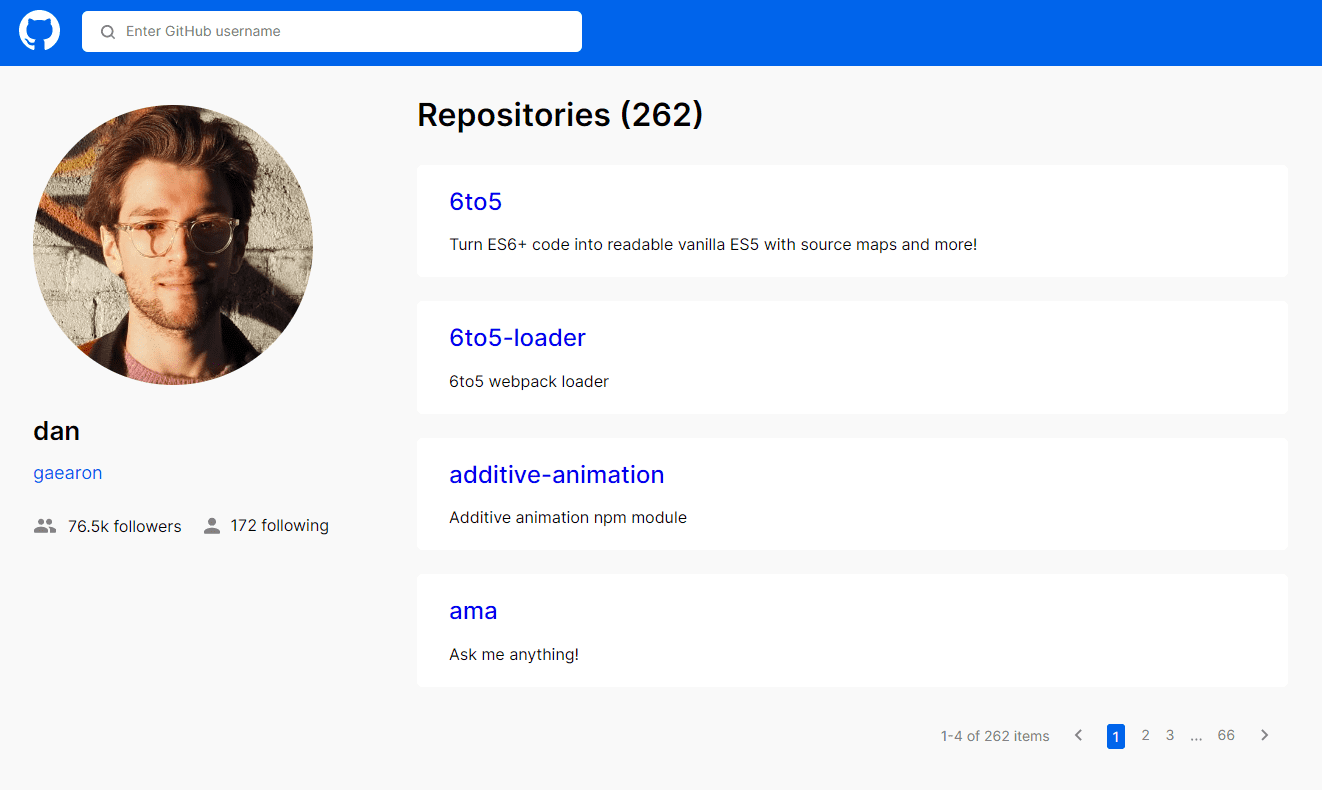 Enter GitHub username
Repositories (262)
6to5
Turn ES6+ code into readable vanilla ES5 with source maps and more!
6to5-loader
6to5 webpack loader
additive-animation
Additive animation npm module
ama
Ask me anything!
dan
gaearon
76.5k followers 172 following
1-4 of 262 items 1 2 3 ... 66